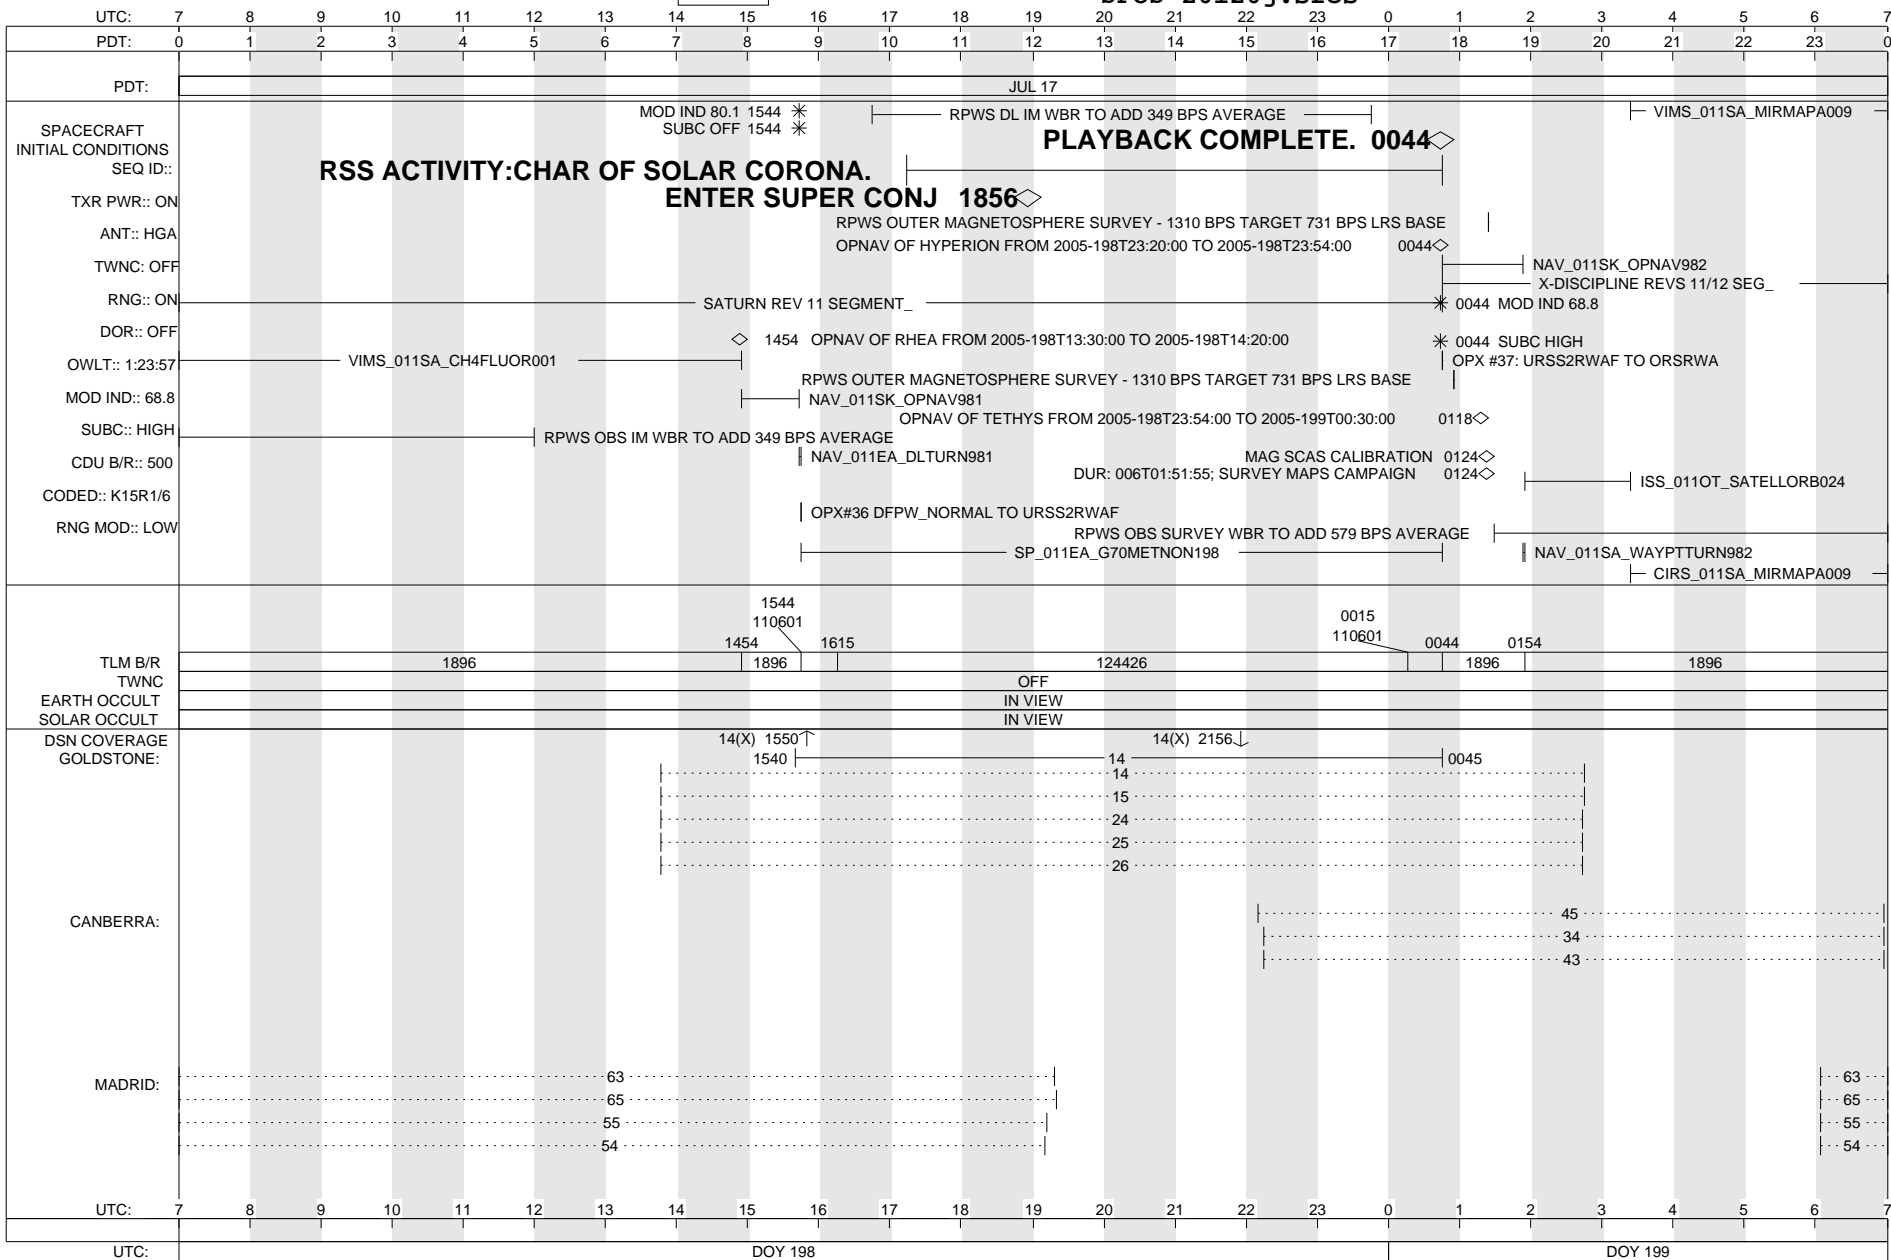 UTC: 7 8 9 10 11 12 13 14 15 16 17 18 19 20 21 22 23 0 1 2 3 4 5 6 7
PDT: 0 1 2 3 4 5 6 7 8 9 10 11 12 13 14 15 16 17 18 19 20 21 22 23 0
PDT: JUL 17
MOD IND 80.1 1544 RPWS DL IM WBR TO ADD 349 BPS AVERAGE VIMS_011SA_MIRMAPA009
SPACECRAFT SUBC OFF 1544
INITIAL CONDITIONS PLAYBACK COMPLETE. 0044
SEQ ID:: RSS ACTIVITY:CHAR OF SOLAR CORONA.
TXR PWR:: ON ENTER SUPER CONJ 1856
RPWS OUTER MAGNETOSPHERE SURVEY - 1310 BPS TARGET 731 BPS LRS BASE
ANT:: HGA
OPNAV OF HYPERION FROM 2005-198T23:20:00 TO 2005-198T23:54:00 0044
TWNC: OFF NAV_011SK_OPNAV982
X-DISCIPLINE REVS 11/12 SEG_
RNG:: ON SATURN REV 11 SEGMENT_ 0044 MOD IND 68.8
DOR:: OFF 1454 OPNAV OF RHEA FROM 2005-198T13:30:00 TO 2005-198T14:20:00 0044 SUBC HIGH
OWLT:: 1:23:57 VIMS_011SA_CH4FLUOR001 OPX #37: URSS2RWAF TO ORSRWA
RPWS OUTER MAGNETOSPHERE SURVEY - 1310 BPS TARGET 731 BPS LRS BASE
MOD IND:: 68.8 NAV_011SK_OPNAV981
OPNAV OF TETHYS FROM 2005-198T23:54:00 TO 2005-199T00:30:00 0118
SUBC:: HIGH RPWS OBS IM WBR TO ADD 349 BPS AVERAGE
CDU B/R:: 500 NAV_011EA_DLTURN981 MAG SCAS CALIBRATION 0124
DUR: 006T01:51:55; SURVEY MAPS CAMPAIGN 0124
ISS_011OT_SATELLORB024
CODED:: K15R1/6
OPX#36 DFPW_NORMAL TO URSS2RWAF
RNG MOD:: LOW RPWS OBS SURVEY WBR TO ADD 579 BPS AVERAGE
SP_011EA_G70METNON198 NAV_011SA_WAYPTTURN982
CIRS_011SA_MIRMAPA009
1544 0015
110601 110601
1454 1615 0044 0154
TLM B/R 1896 1896 124426 1896 1896
TWNC OFF
EARTH OCCULT IN VIEW
SOLAR OCCULT IN VIEW
DSN COVERAGE 14(X) 1550 14(X) 2156
GOLDSTONE: 1540 14 0045
14
15
24
25
26
CANBERRA: 45
34
43
MADRID: 63 63
65 65
55 55
54 54
UTC: 7 8 9 10 11 12 13 14 15 16 17 18 19 20 21 22 23 0 1 2 3 4 5 6 7
UTC: DOY 198 DOY 199